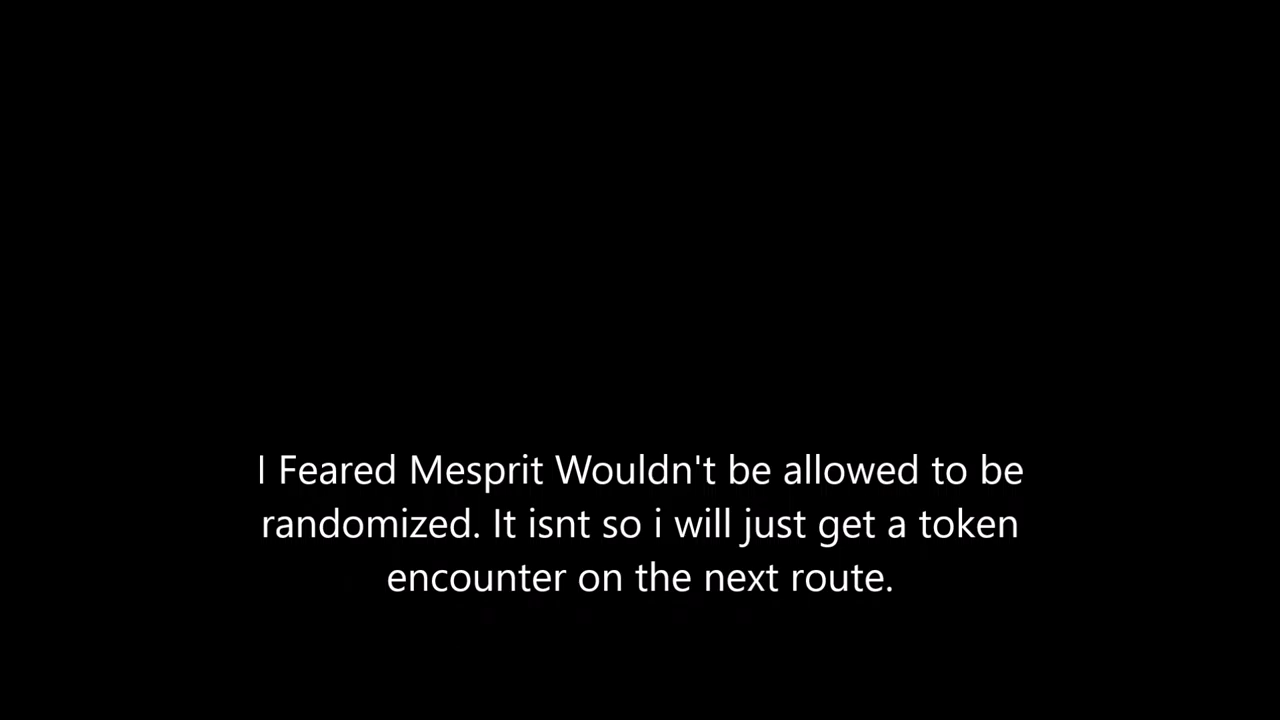 I Feared Mesprit Wouldn't be allowed to be
randomized. It isnt so i will just get a token
encounter on the next route.